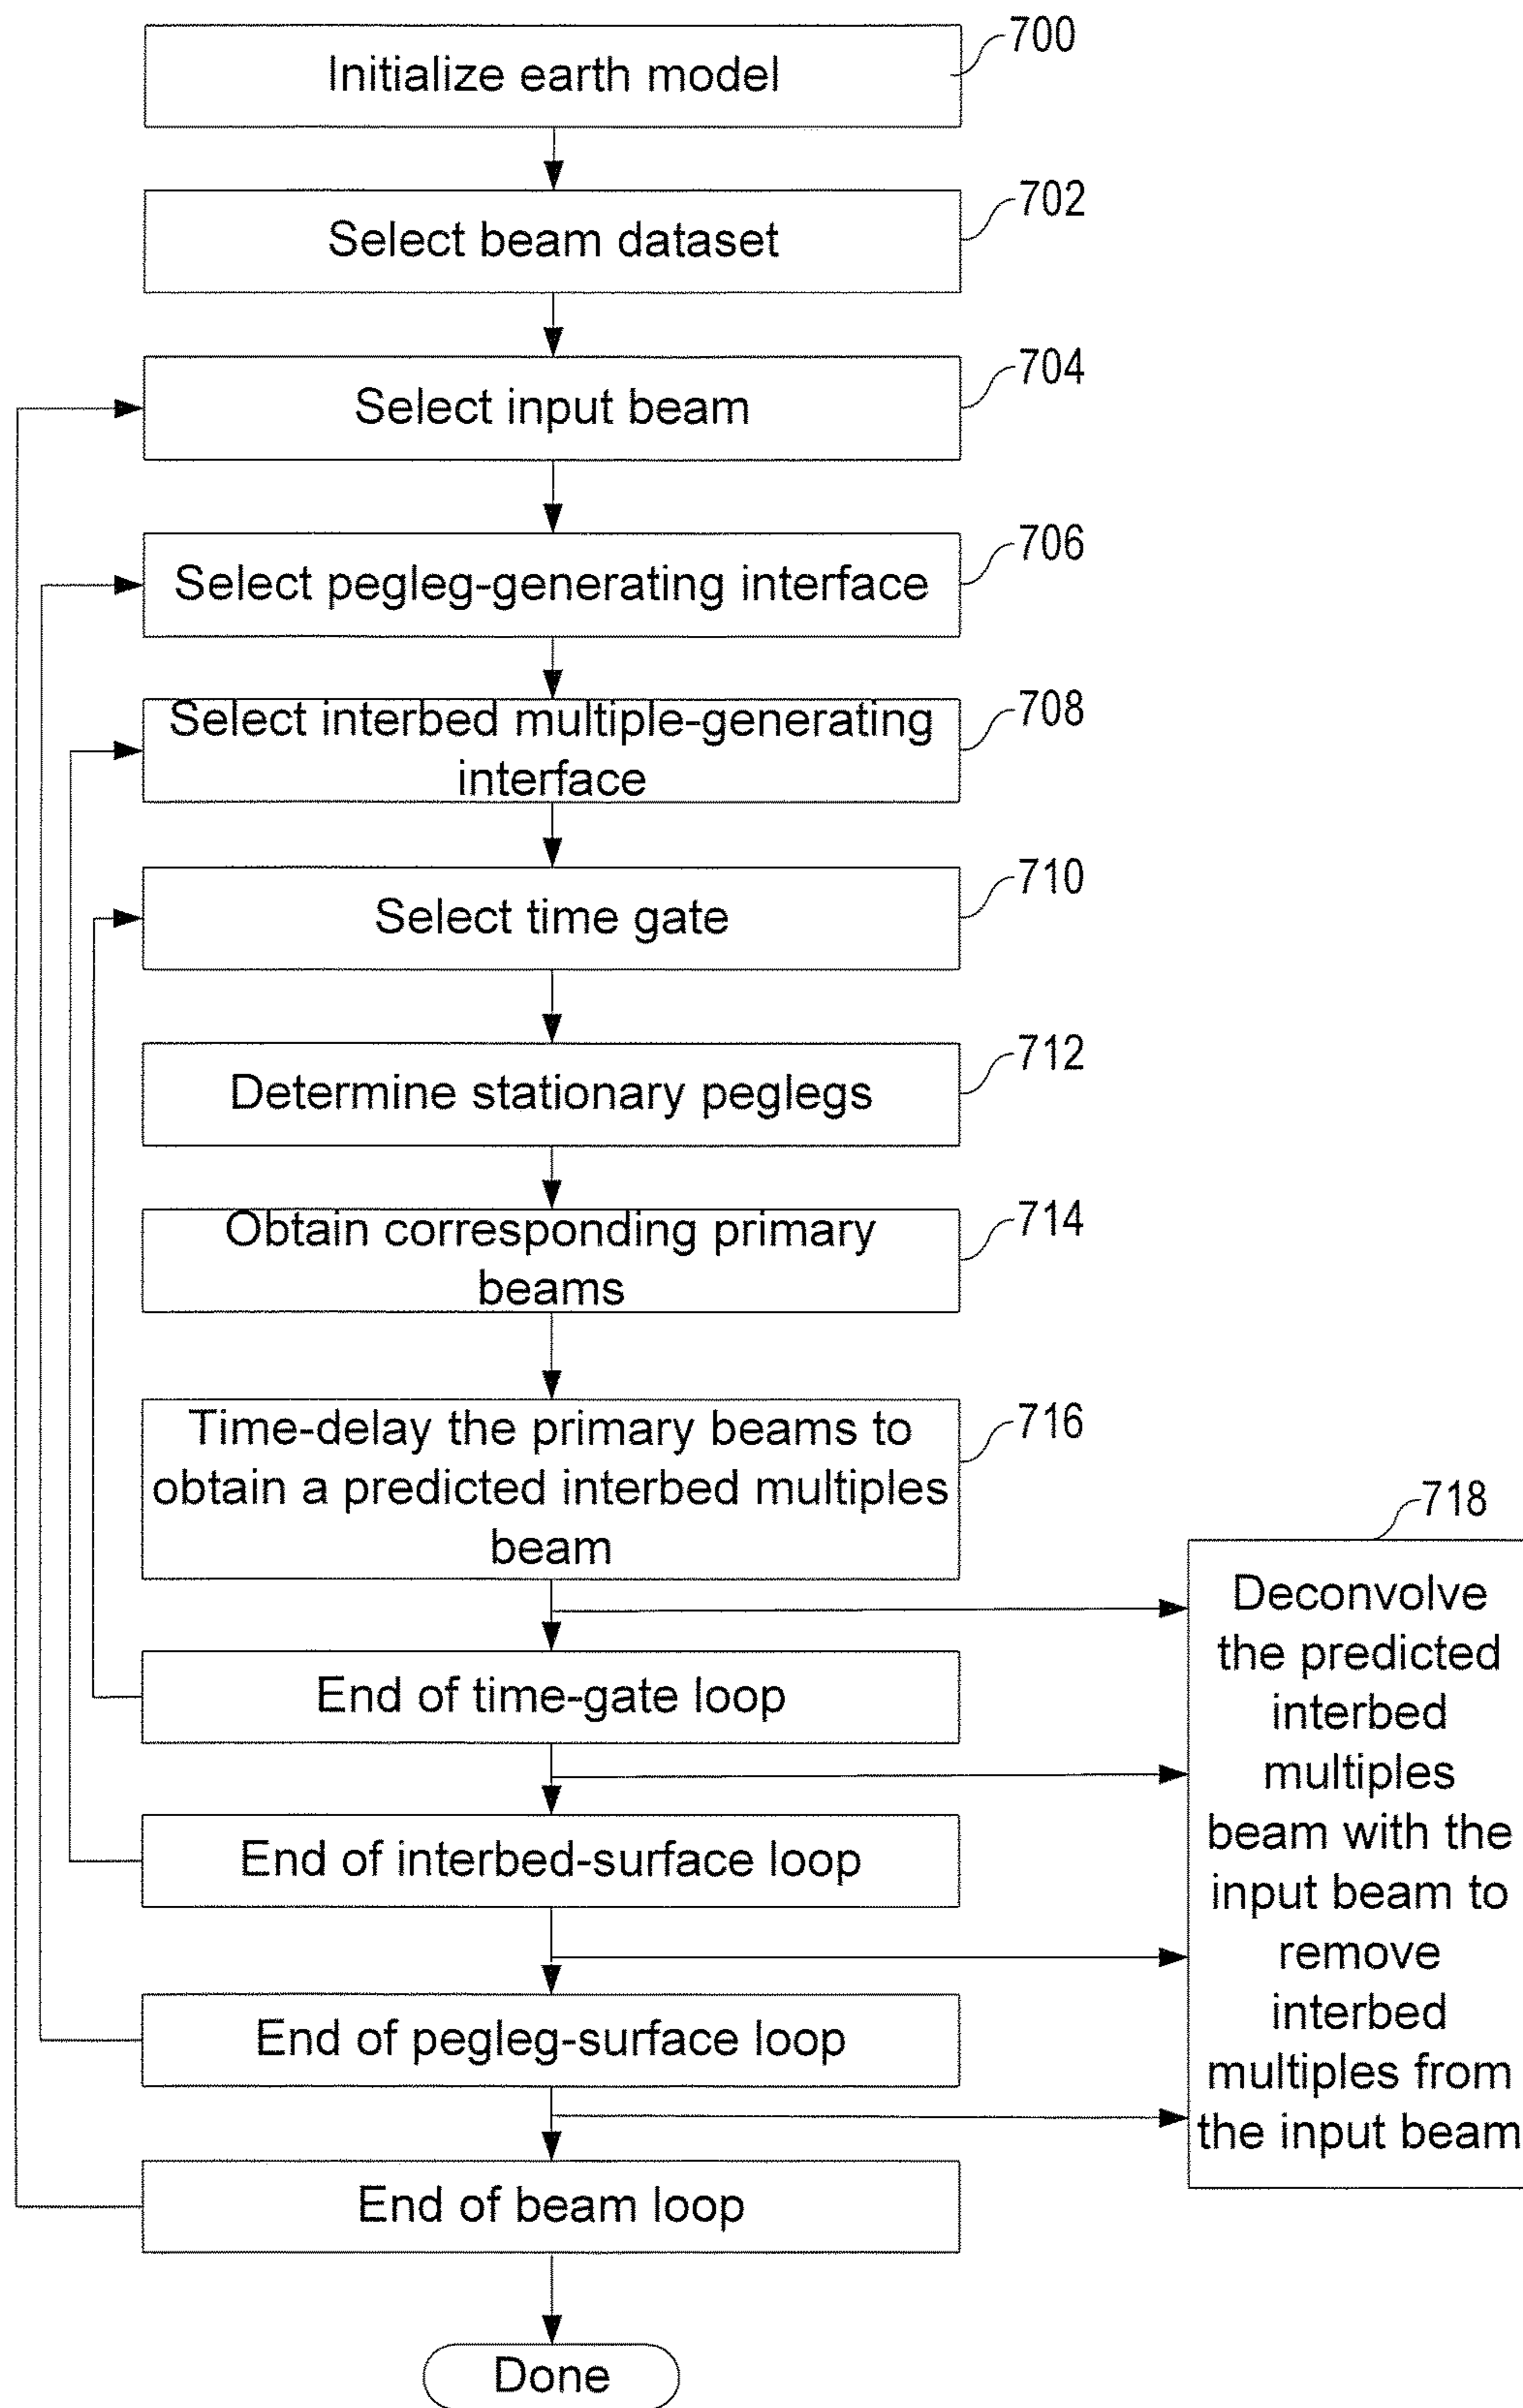 Initialize earth model
700
Select beam dataset
702
Select input beam
704
Select pegleg-generating interface
706
Select interbed multiple-generating
interface
708
Select time gate
710
Determine stationary peglegs
712
Obtain corresponding primary
beams
714
Time-delay the primary beams to
obtain a predicted interbed multiples
beam
716
End of time-gate loop
End of interbed-surface loop
End of pegleg-surface loop
End of beam loop
Done
718
Deconvolve
the predicted
interbed
multiples
beam with the
input beam to
remove
interbed
multiples from
the input beam